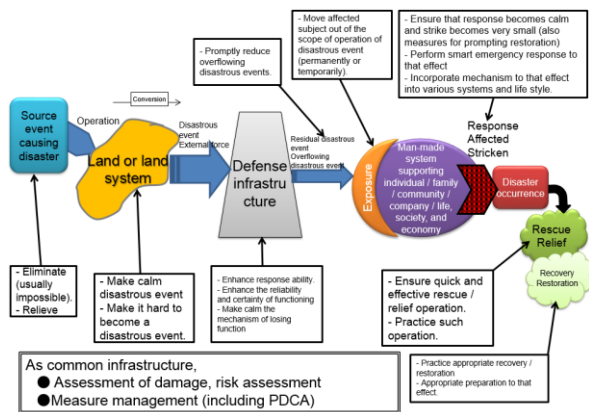 - Move affected
subject out of the
scope of operation of
disastrous event
(permanently or
temporarily).
- Ensure that response becomes calm
and strike becomes very small (also
measures for prompting restoration)
- Perform smart emergency response to
that effect
- Incorporate mechanism to that effect
into various systems and life style.
- Promptly reduce
overflowing
disastrous events.
Source
event
causing
disaster
Operation
Conversion
Land or land
system
Disastrous
event
External force
Defense
infrastru
cture
Residual disastrous
event
Overflowing
disastrous event
Exposure
Man-made
system
supporting
individual / family
/ community /
company / life,
society, and
economy
Response
Affected
Stricken
Disaster
occurrence
Rescue
Relief
Recovery
Restoration
- Eliminate
(usually
impossible).
- Relieve
- Make calm
disastrous event
- Make it hard to
become a
disastrous event.
- Enhance response ability.
- Enhance the reliability
and certainty of functioning
- Make calm the
mechanism of losing
function
- Ensure quick and
effective rescue /
relief operation.
- Practice such
operation.
- Practice appropriate recovery /
restoration
- Appropriate preparation to that
effect.
As common infrastructure,
● Assessment of damage, risk assessment
● Measure management (including PDCA)